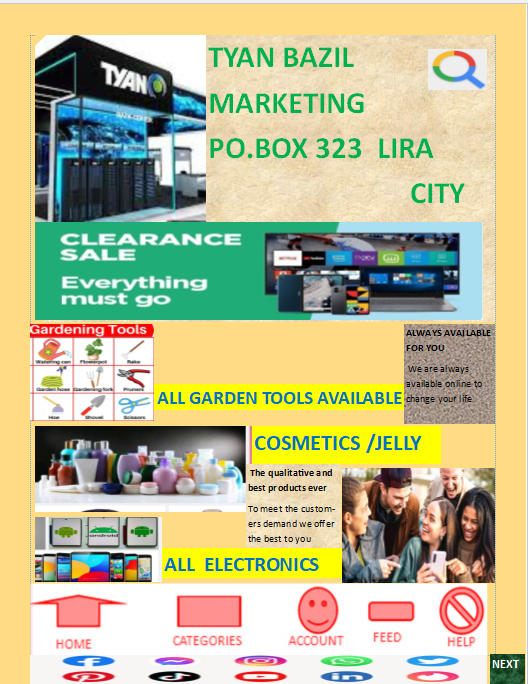 TYAN
TYAN BAZIL
MARKETING
PO.BOX 323 LIRA
CITY
CLEARANCE
SALE
Everything
must go
Gardening Tools
Watering can Flowerpot Rake
Garden hose Gardening fork Pruners
Hoe Shovel Scissors
ALL GARDEN TOOLS AVAILABLE
ALWAYS AVAILABLE
FOR YOU
We are always
available online to
change your life.
COSMETICS /JELLY
The qualitative and
best products ever
To meet the custom-
ers demand we offer
the best to you
android
ALL ELECTRONICS
HOME
CATEGORIES
ACCOUNT
FEED
HELP
NEXT